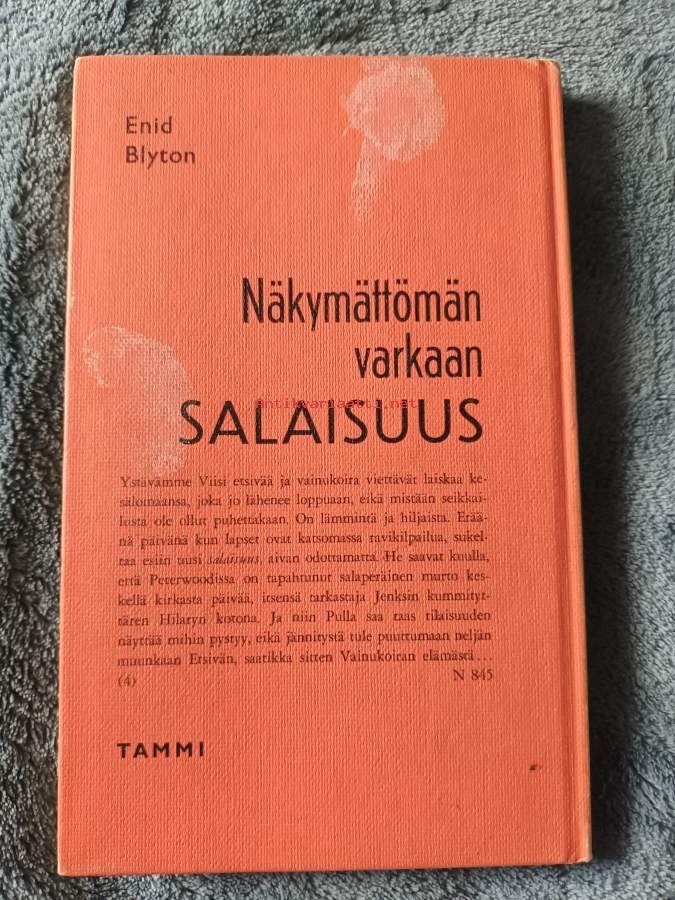 Enid
Blyton
Näkymättömän
varkaan
Antikvariaatti.net
SALAISUUS
Ystävämme Viisi etsivää ja vainukoira viettävät laiskaa ke-
sälomaansa, joka jo lähenee loppuaan, eikä mistään seikkai-
lusta ole ollut puhettakaan. On lämmintä ja hiljaista. Erää-
nä päivänä kun lapset ovat katsomassa ravikilpailua, sukel-
taa esiin uusi salaisuus, aivan odottamatta. He saavat kuulla,
että Peterwoodissa on tapahtunut salaperäinen murto kes-
kellä kirkasta päivää, itsensä tarkastaja Jenksin kummityt-
tären Hilaryn kotona. Ja niin Pulla saa taas tilaisuuden
näyttää mihin pystyy, eikä jännitystä tule puuttumaan neljän
muunkaan Etsivän, saatikka sitten Vainukoiran elämästä...
(4) N 845
TAMMI